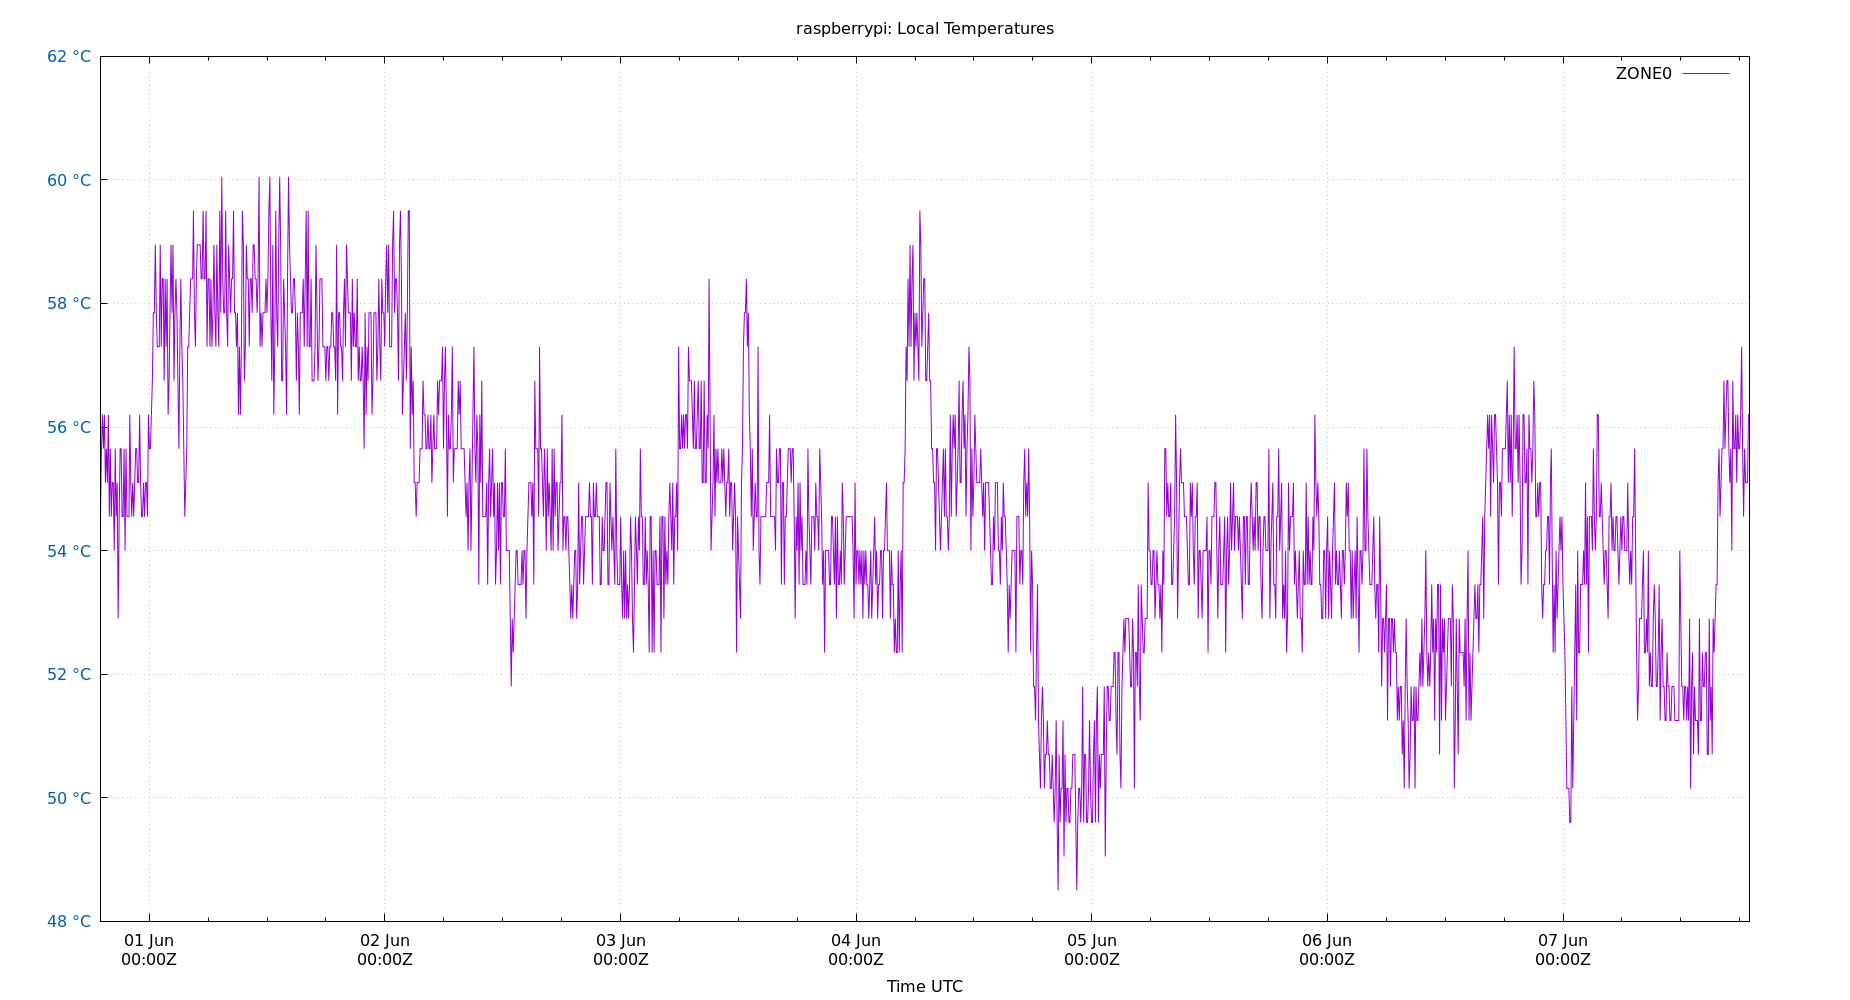 raspberrypi: Local Temperatures
ZONE0
62 °C
60 °C
58 °C
56 °C
54 °C
52 °C
50 °C
48 °C
01 Jun 02 Jun 03 Jun 04 Jun 05 Jun 06 Jun 07 Jun
00:00Z 00:00Z 00:00Z 00:00Z 00:00Z 00:00Z 00:00Z
Time UTC